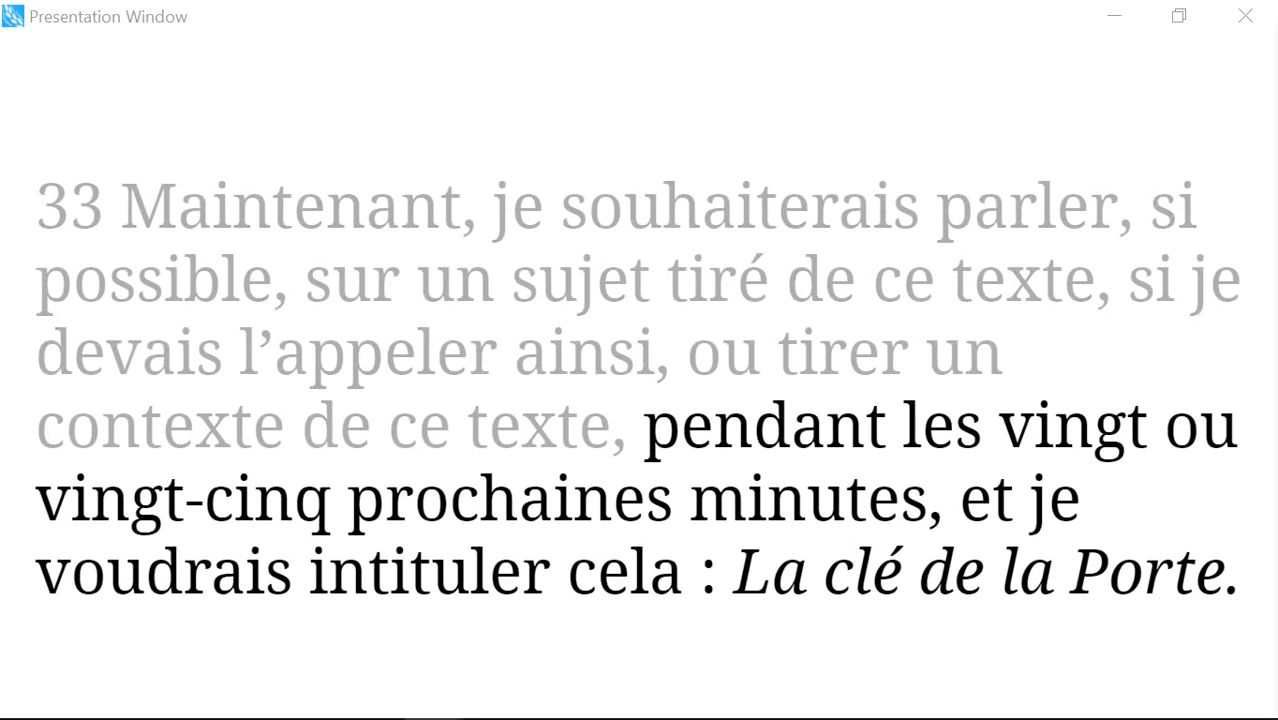 Presentation Window
33 Maintenant, je souhaiterais parler, si
possible, sur un sujet tiré de ce texte, si je
devais l’appeler ainsi, ou tirer un
contexte de ce texte, pendant les vingt ou
vingt-cinq prochaines minutes, et je
voudrais intituler cela : La clé de la Porte.